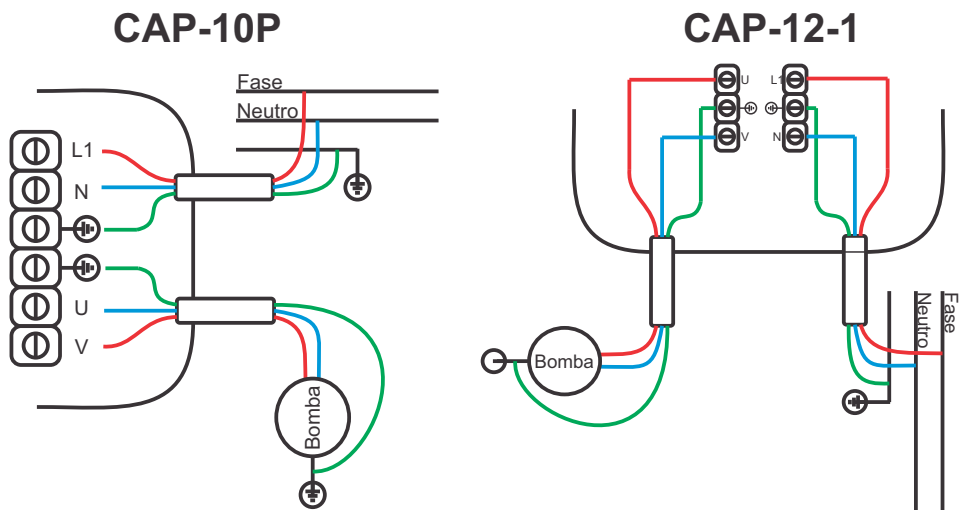 CAP-10P
Fase
Neutro
L1
N
U
V
Bomba
CAP-12-1
U
L1
V
N
Bomba
Neutro
Fase